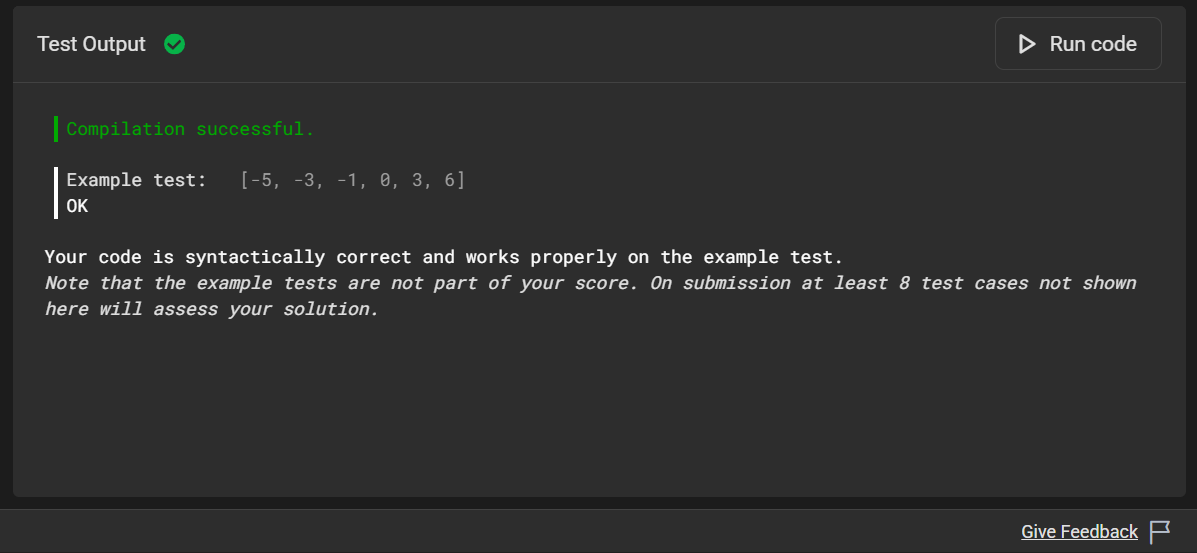 Test Output
Run code
Compilation successful.
Example test: [-5, -3, -1, 0, 3, 6]
OK
Your code is syntactically correct and works properly on the example test.
Note that the example tests are not part of your score. On submission at least 8 test cases not shown
here will assess your solution.
Give Feedback